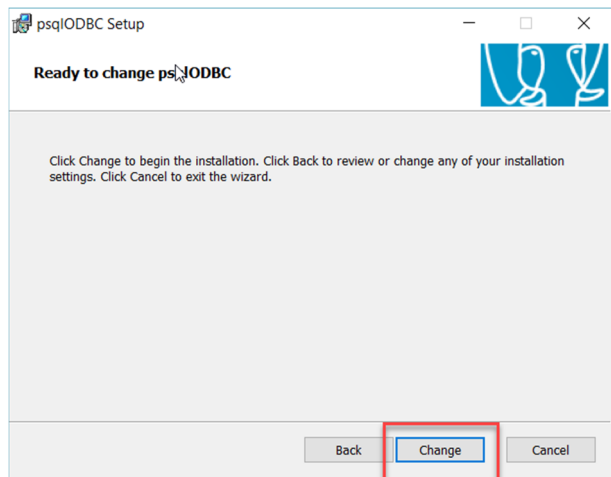 psqlODBC Setup
Ready to change psqlODBC
Click Change to begin the installation. Click Back to review or change any of your installation
settings. Click Cancel to exit the wizard.
Back Change Cancel